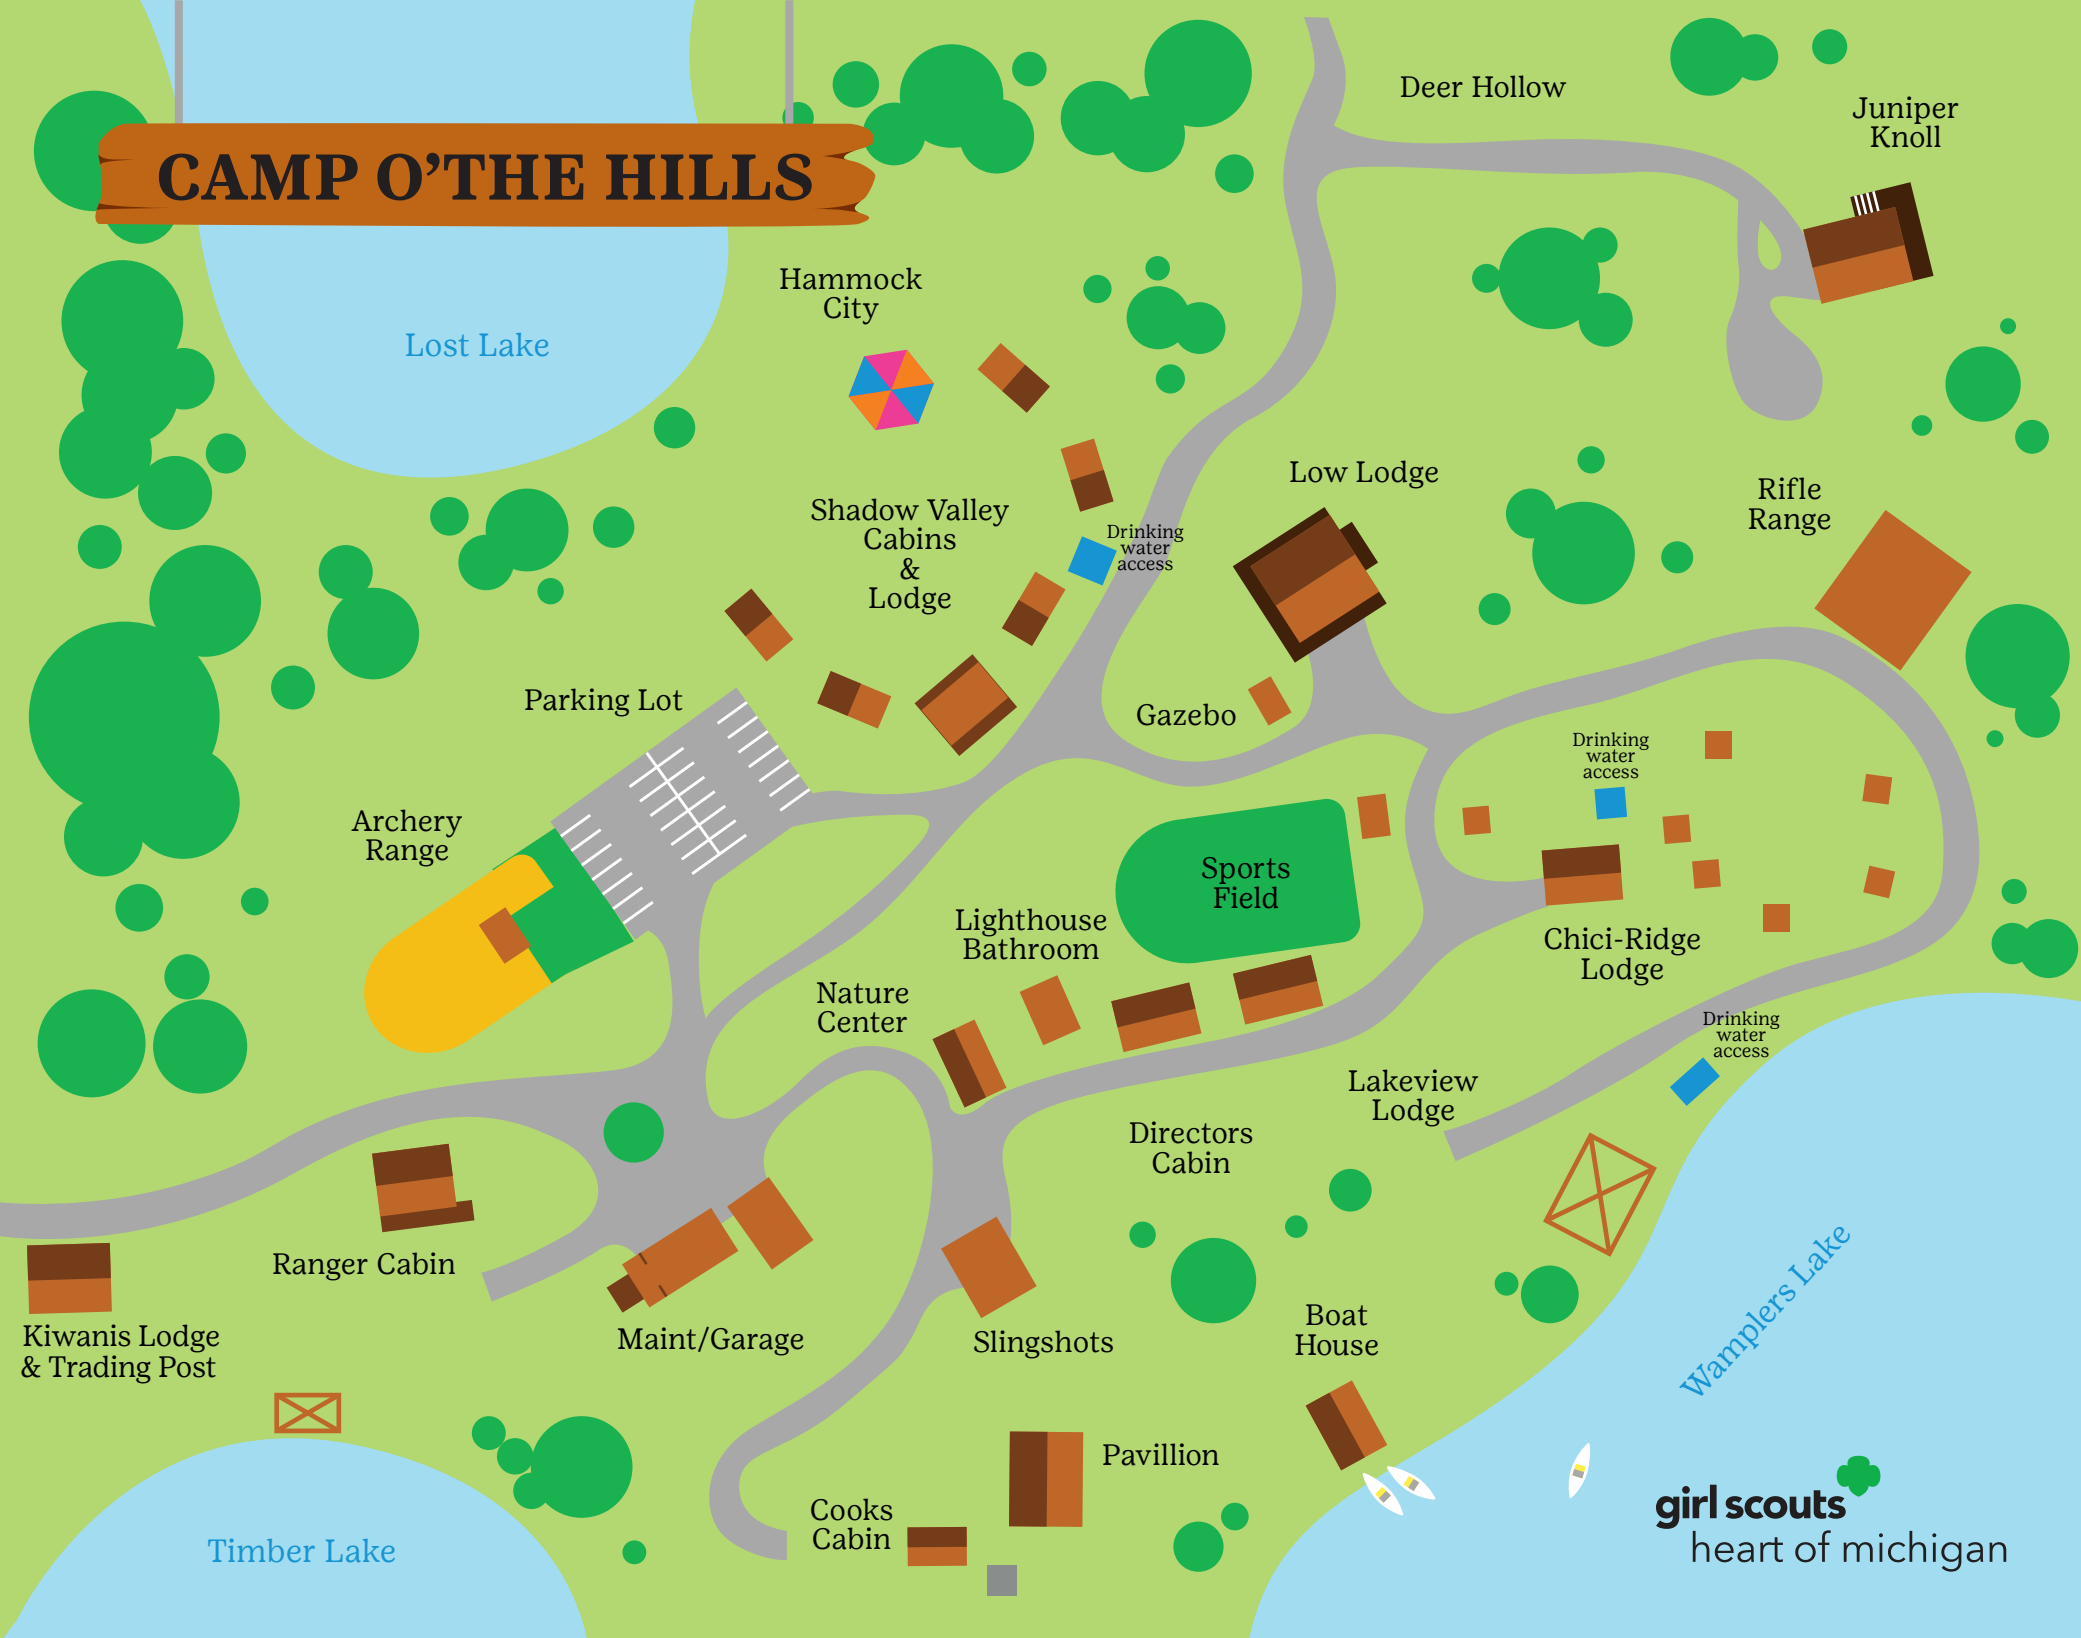 CAMP O’THE HILLS
Deer Hollow
Juniper
Knoll
Hammock
City
Lost Lake
Low Lodge
Rifle
Range
Shadow Valley
Cabins
&
Lodge
Drinking
water
access
Parking Lot
Gazebo
Drinking
water
access
Archery
Range
Sports
Field
Lighthouse
Bathroom
Chici-Ridge
Lodge
Nature
Center
Drinking
water
access
Lakeview
Lodge
Directors
Cabin
Ranger Cabin
Wamplers Lake
Kiwanis Lodge
& Trading Post
Maint/Garage
Slingshots
Boat
House
Pavillion
Cooks
Cabin
Timber Lake
girl scouts
heart of michigan